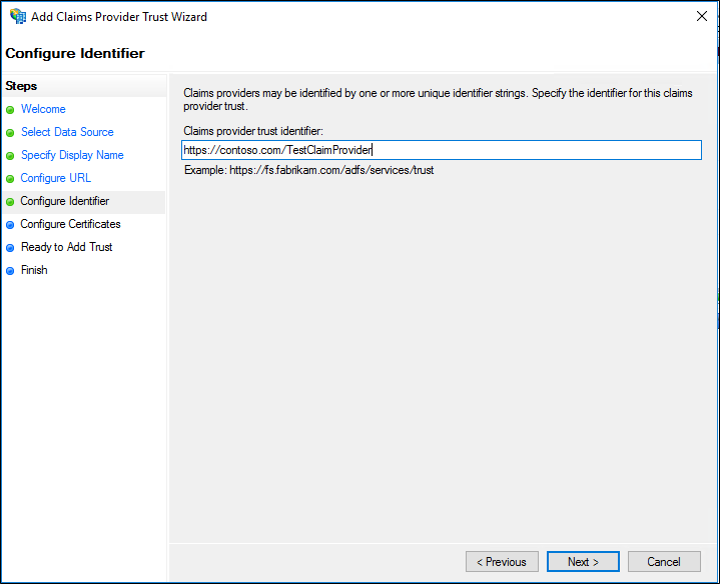 Add Claims Provider Trust Wizard
Configure Identifier
Steps
Welcome
Select Data Source
Specify Display Name
Configure URL
Configure Identifier
Configure Certificates
Ready to Add Trust
Finish
Claims providers may be identified by one or more unique identifier strings. Specify the identifier for this claims
provider trust.
Claims provider trust identifier:
https://contoso.com/TestClaimProvider
Example: https://fs.fabrikam.com/adfs/services/trust
< Previous
Next >
Cancel